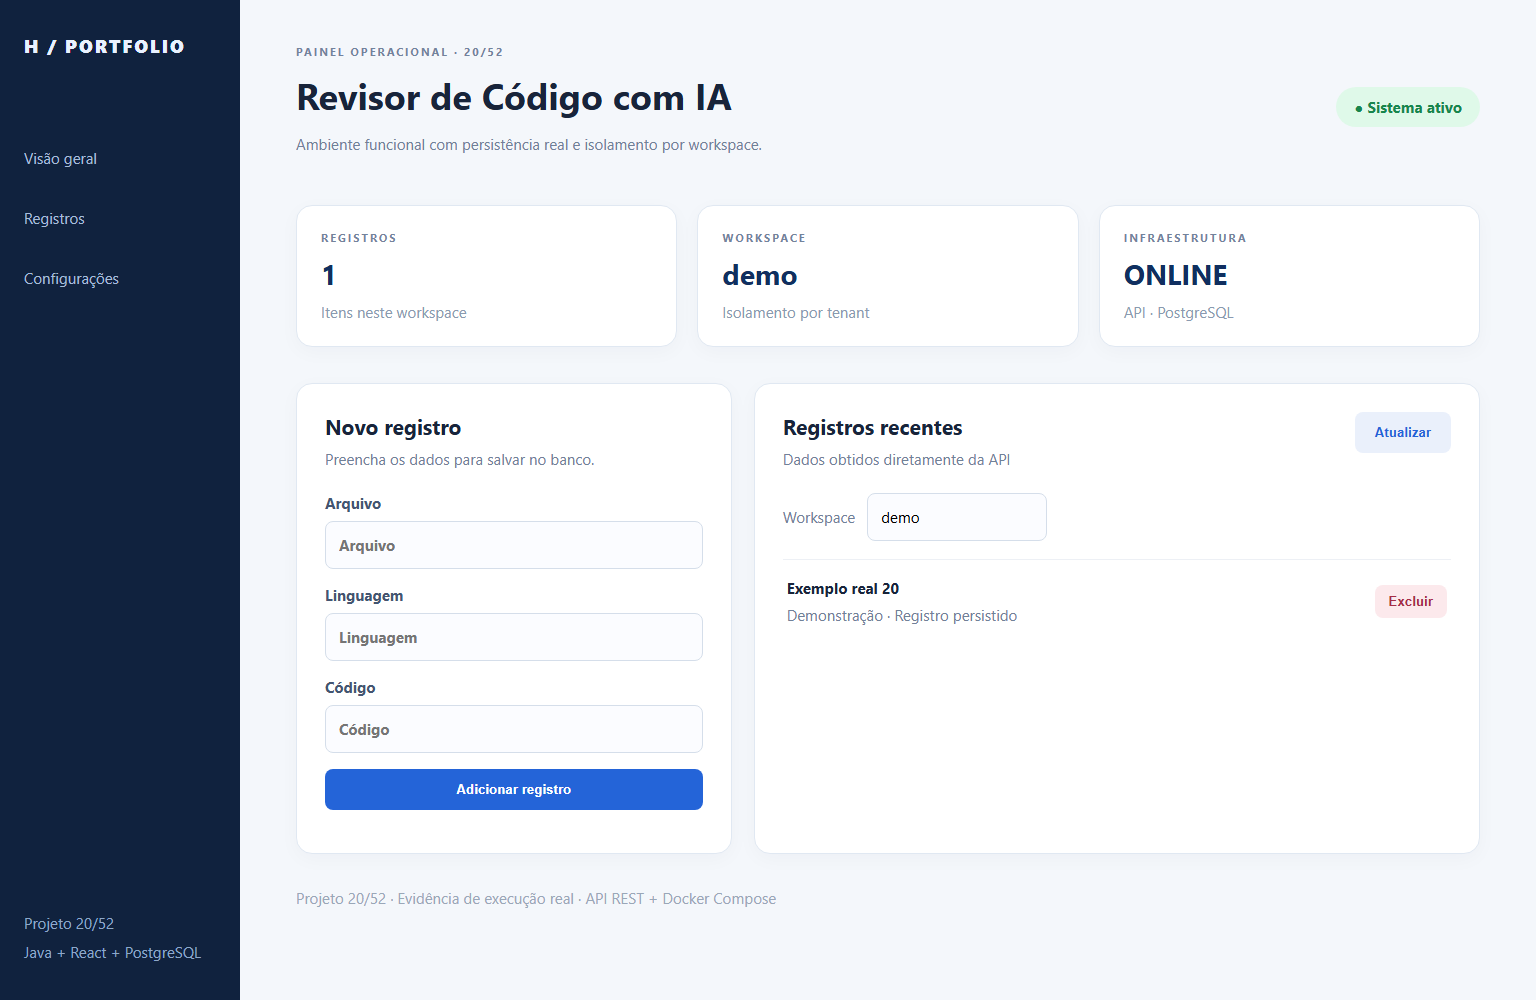 H / PORTFOLIO
Visão geral
Registros
Configurações
Projeto 20/52
Java + React + PostgreSQL
PAINEL OPERACIONAL · 20/52
Revisor de Código com IA
Ambiente funcional com persistência real e isolamento por workspace.
● Sistema ativo
REGISTROS
1
Itens neste workspace
WORKSPACE
demo
Isolamento por tenant
INFRAESTRUTURA
ONLINE
API · PostgreSQL
Novo registro
Preencha os dados para salvar no banco.
Arquivo
Arquivo
Linguagem
Linguagem
Código
Código
Adicionar registro
Registros recentes
Dados obtidos diretamente da API
Atualizar
Workspace demo
Exemplo real 20
Demonstração · Registro persistido
Excluir
Projeto 20/52 · Evidência de execução real · API REST + Docker Compose